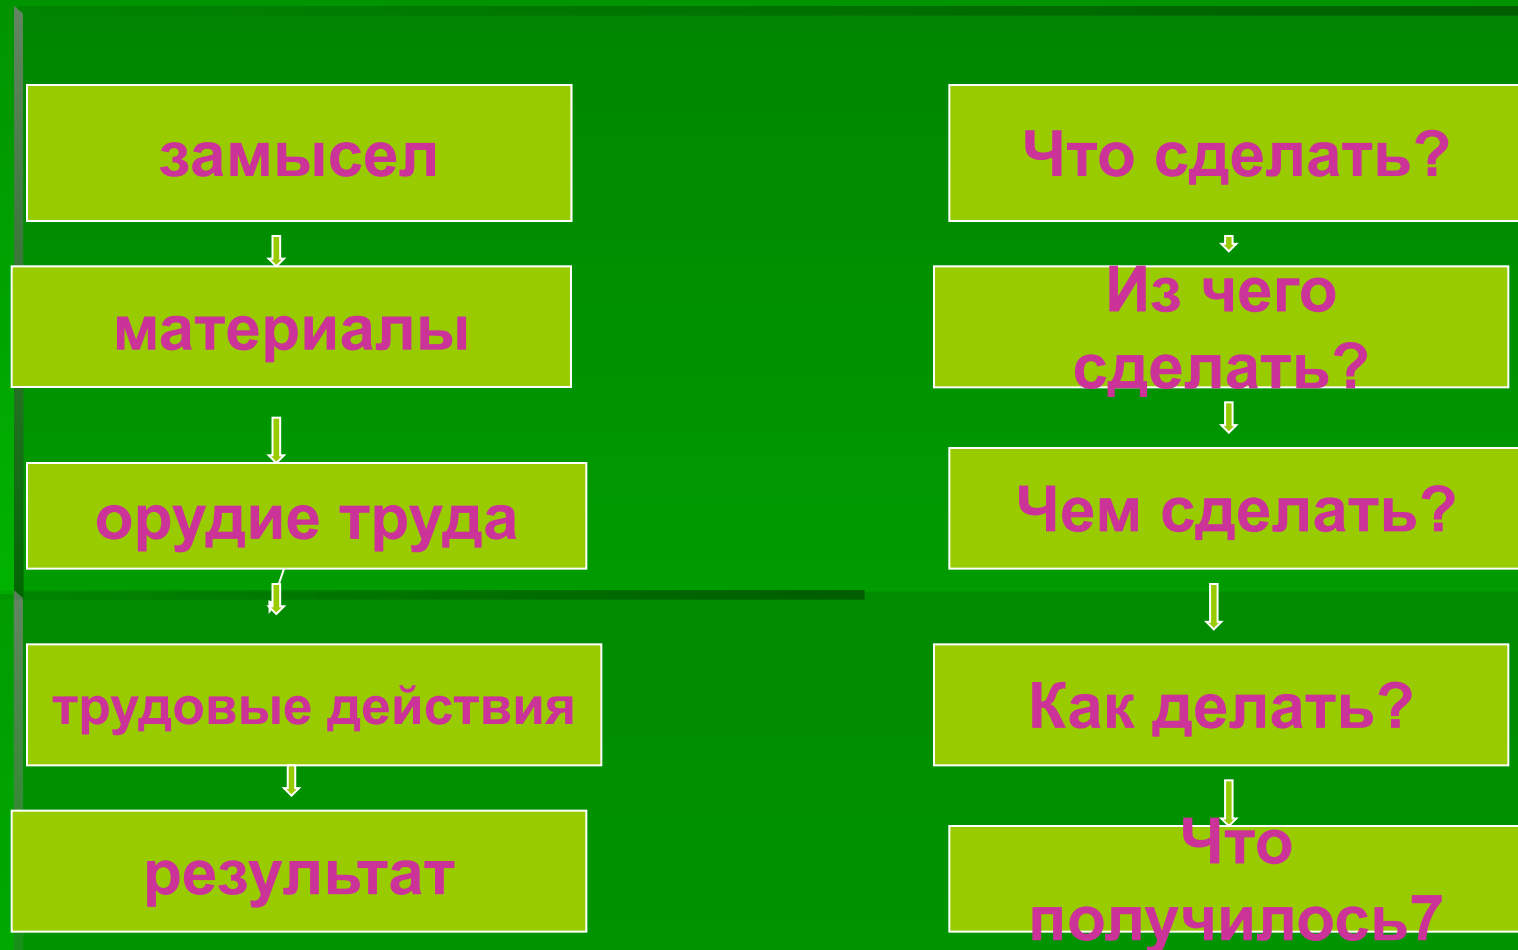 замысел
Что сделать?
материалы
Из чего
сделать?
орудие труда
Чем сделать?
трудовые действия
Как делать?
результат
Что
получилось7